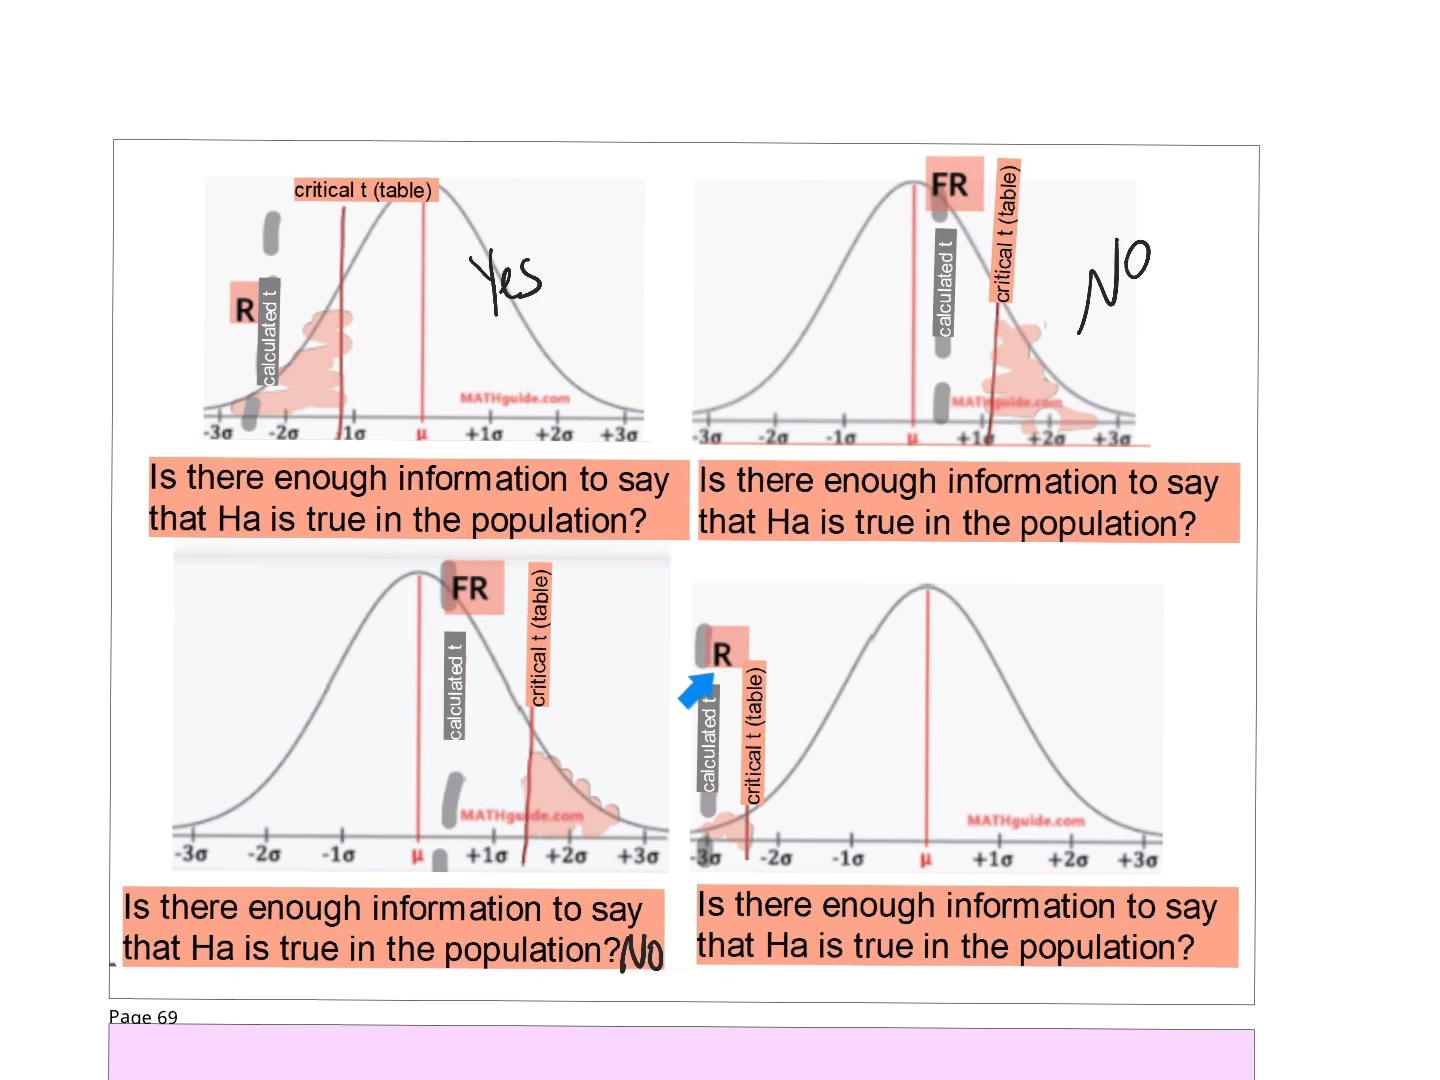 critical t (table)
R
calculated t
Yes
MATHguide.com
-3σ -2σ -1σ μ +1σ +2σ +3σ
Is there enough information to say
that Ha is true in the population?
FR
calculated t
critical t (table)
NO
MATHguide.com
-3σ -2σ -1σ μ +1σ +2σ +3σ
Is there enough information to say
that Ha is true in the population?
FR
calculated t
critical t (table)
MATHguide.com
-3σ -2σ -1σ μ +1σ +2σ +3σ
Is there enough information to say
that Ha is true in the population? NO
R
calculated t
critical t (table)
MATHguide.com
-3σ -2σ -1σ μ +1σ +2σ +3σ
Is there enough information to say
that Ha is true in the population?
Page 69